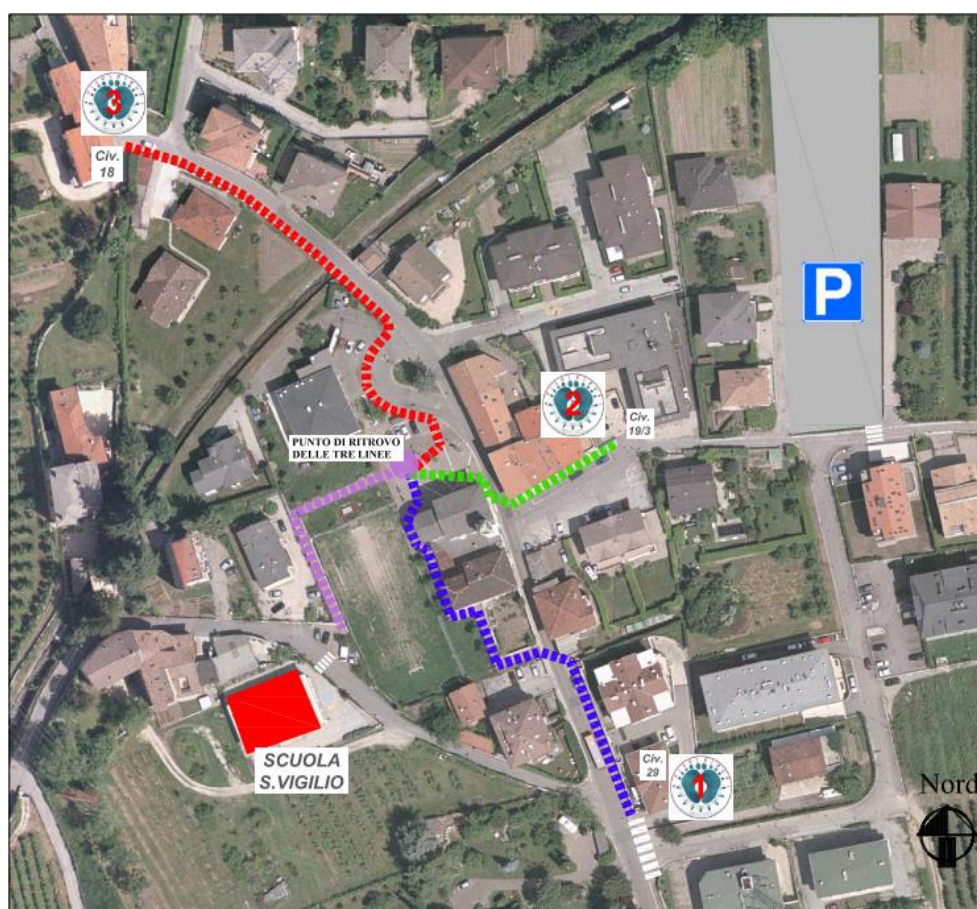 3
Civ.
18
P
2
Civ.
19/3
PUNTO DI RITROVO
DELLE TRE LINEE
SCUOLA
S.VIGILIO
Civ.
29
1
Nord